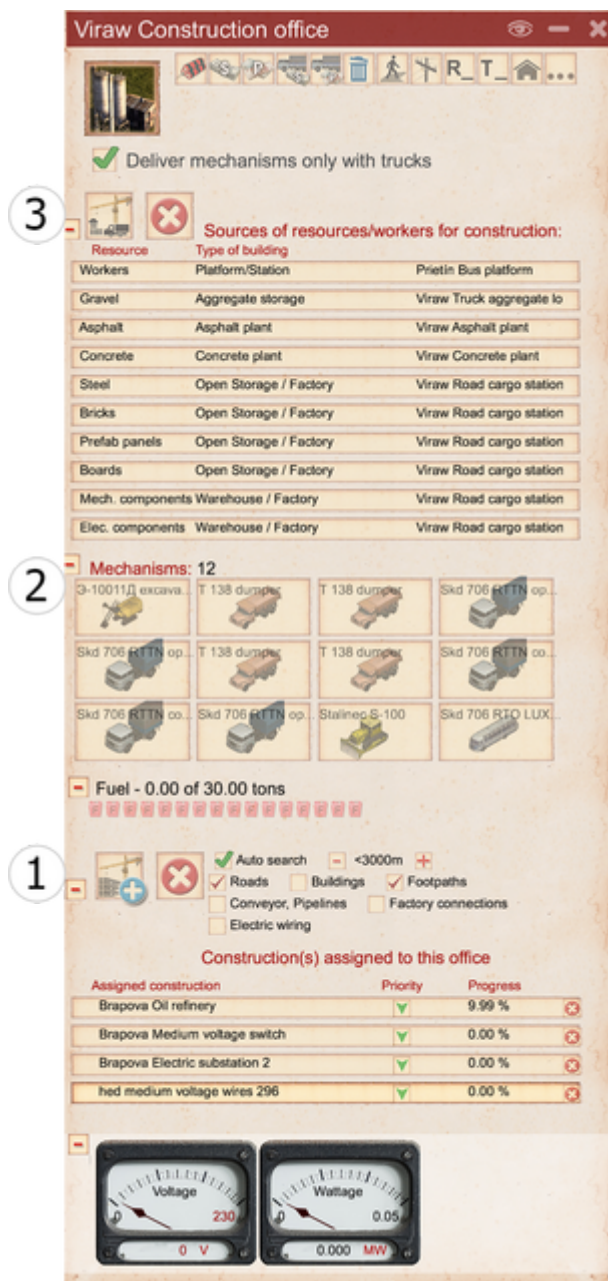 Viraw Construction office
S P R_ T_ ...
Deliver mechanisms only with trucks
3
Sources of resources/workers for construction:
Resource Type of building
Workers Platform/Station Prietin Bus platform
Gravel Aggregate storage Viraw Truck aggregate lo
Asphalt Asphalt plant Viraw Asphalt plant
Concrete Concrete plant Viraw Concrete plant
Steel Open Storage / Factory Viraw Road cargo station
Bricks Open Storage / Factory Viraw Road cargo station
Prefab panels Open Storage / Factory Viraw Road cargo station
Boards Open Storage / Factory Viraw Road cargo station
Mech. components Warehouse / Factory Viraw Road cargo station
Elec. components Warehouse / Factory Viraw Road cargo station
2
Mechanisms: 12
Э-10011Д excava... T 138 dumper T 138 dumper Skd 706 RTTN op...
Skd 706 RTTN op... T 138 dumper T 138 dumper Skd 706 RTTN co...
Skd 706 RTTN co... Skd 706 RTTN op... Stalinec S-100 Skd 706 RTO LUX...
Fuel - 0.00 of 30.00 tons
1
Auto search - <3000m +
Roads Buildings Footpaths
Conveyor, Pipelines Factory connections
Electric wiring
Construction(s) assigned to this office
Assigned construction Priority Progress
Brapova Oil refinery 9.99 %
Brapova Medium voltage switch 0.00 %
Brapova Electric substation 2 0.00 %
hed medium voltage wires 296 0.00 %
Voltage Wattage
0 230 0 0.05
0 V 0.000 MW